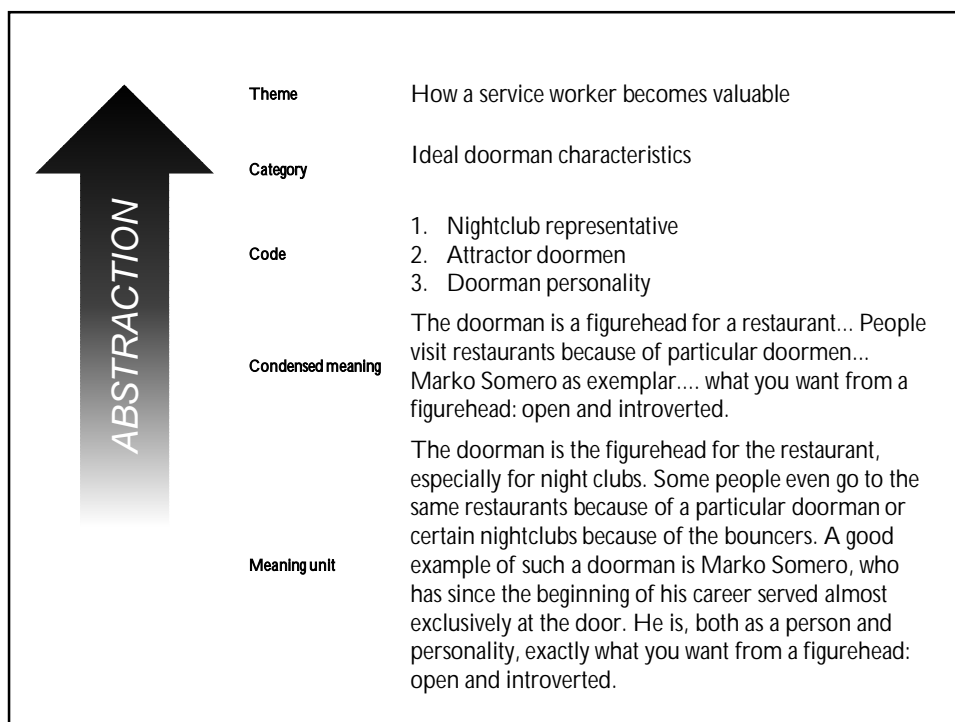 ABSTRACTION
Theme
How a service worker becomes valuable
Category
Ideal doorman characteristics
Code
1. Nightclub representative
2. Attractor doormen
3. Doorman personality
Condensed meaning
The doorman is a figurehead for a restaurant... People
visit restaurants because of particular doormen...
Marko Somero as exemplar.... what you want from a
figurehead: open and introverted.
Meaning unit
The doorman is the figurehead for the restaurant,
especially for night clubs. Some people even go to the
same restaurants because of a particular doorman or
certain nightclubs because of the bouncers. A good
example of such a doorman is Marko Somero, who
has since the beginning of his career served almost
exclusively at the door. He is, both as a person and
personality, exactly what you want from a figurehead:
open and introverted.